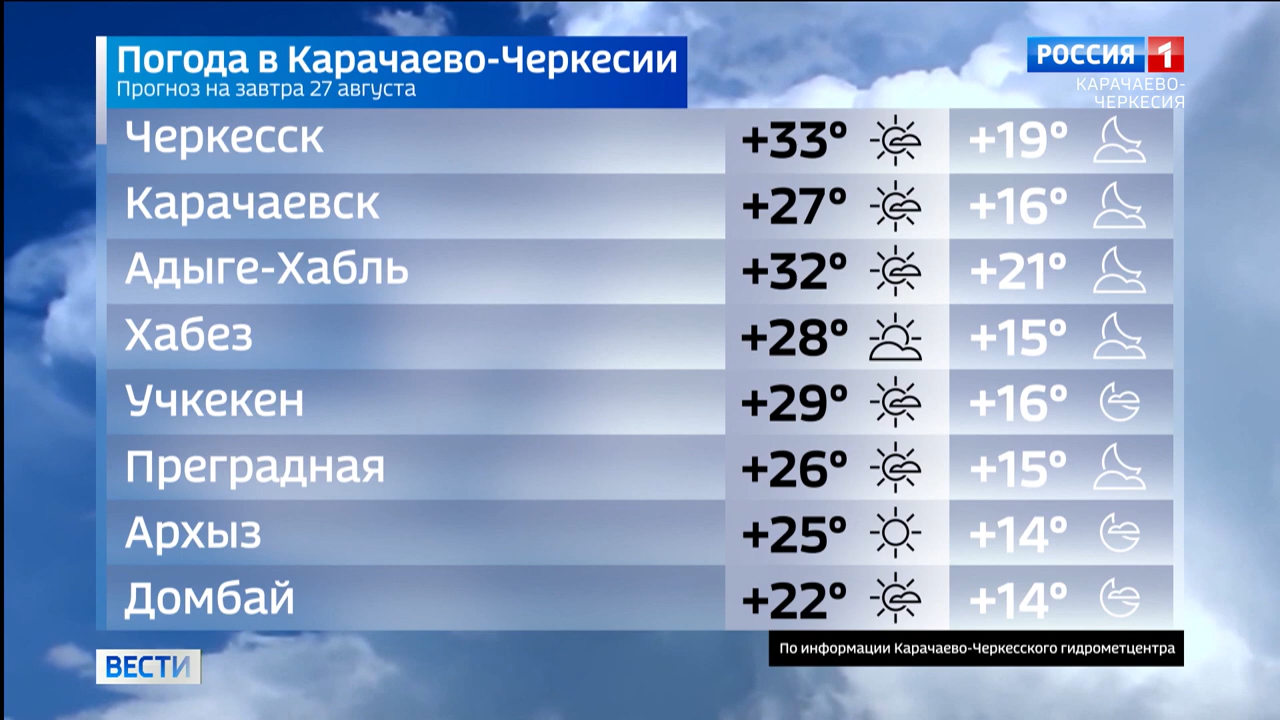 Погода в Карачаево-Черкесии
Прогноз на завтра 27 августа
РОССИЯ 1
КАРАЧАЕВО-
ЧЕРКЕСИЯ
Черкесск +33° +19°
Карачаевск +27° +16°
Адыге-Хабль +32° +21°
Хабез +28° +15°
Учкекен +29° +16°
Преградная +26° +15°
Архыз +25° +14°
Домбай +22° +14°
По информации Карачаево-Черкесского гидрометцентра
ВЕСТИ